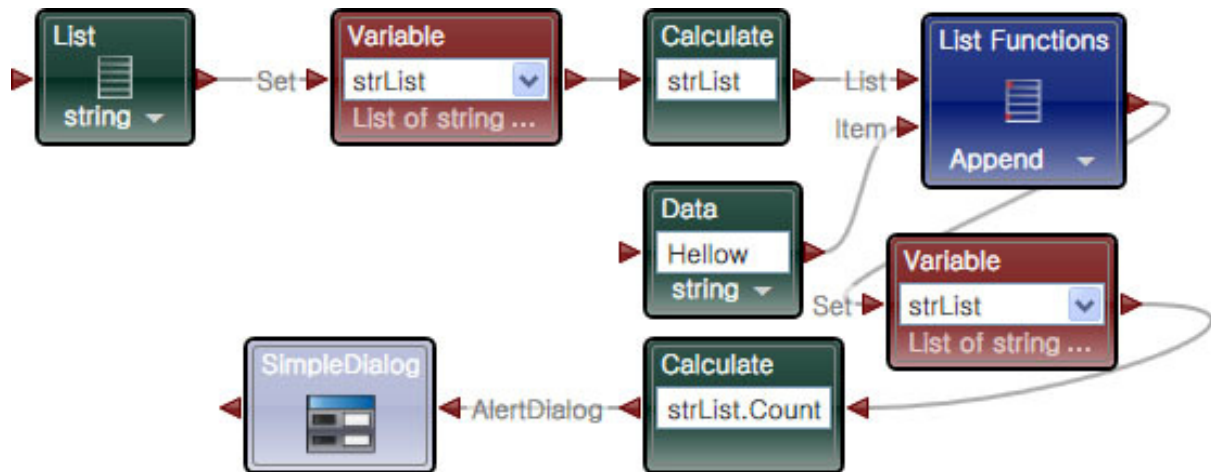 List
string
Set
Variable
strList
List of string ...
Calculate
strList
List
Item
List Functions
Append
Data
Hellow
string
Set
Variable
strList
List of string ...
SimpleDialog
AlertDialog
Calculate
strList.Count